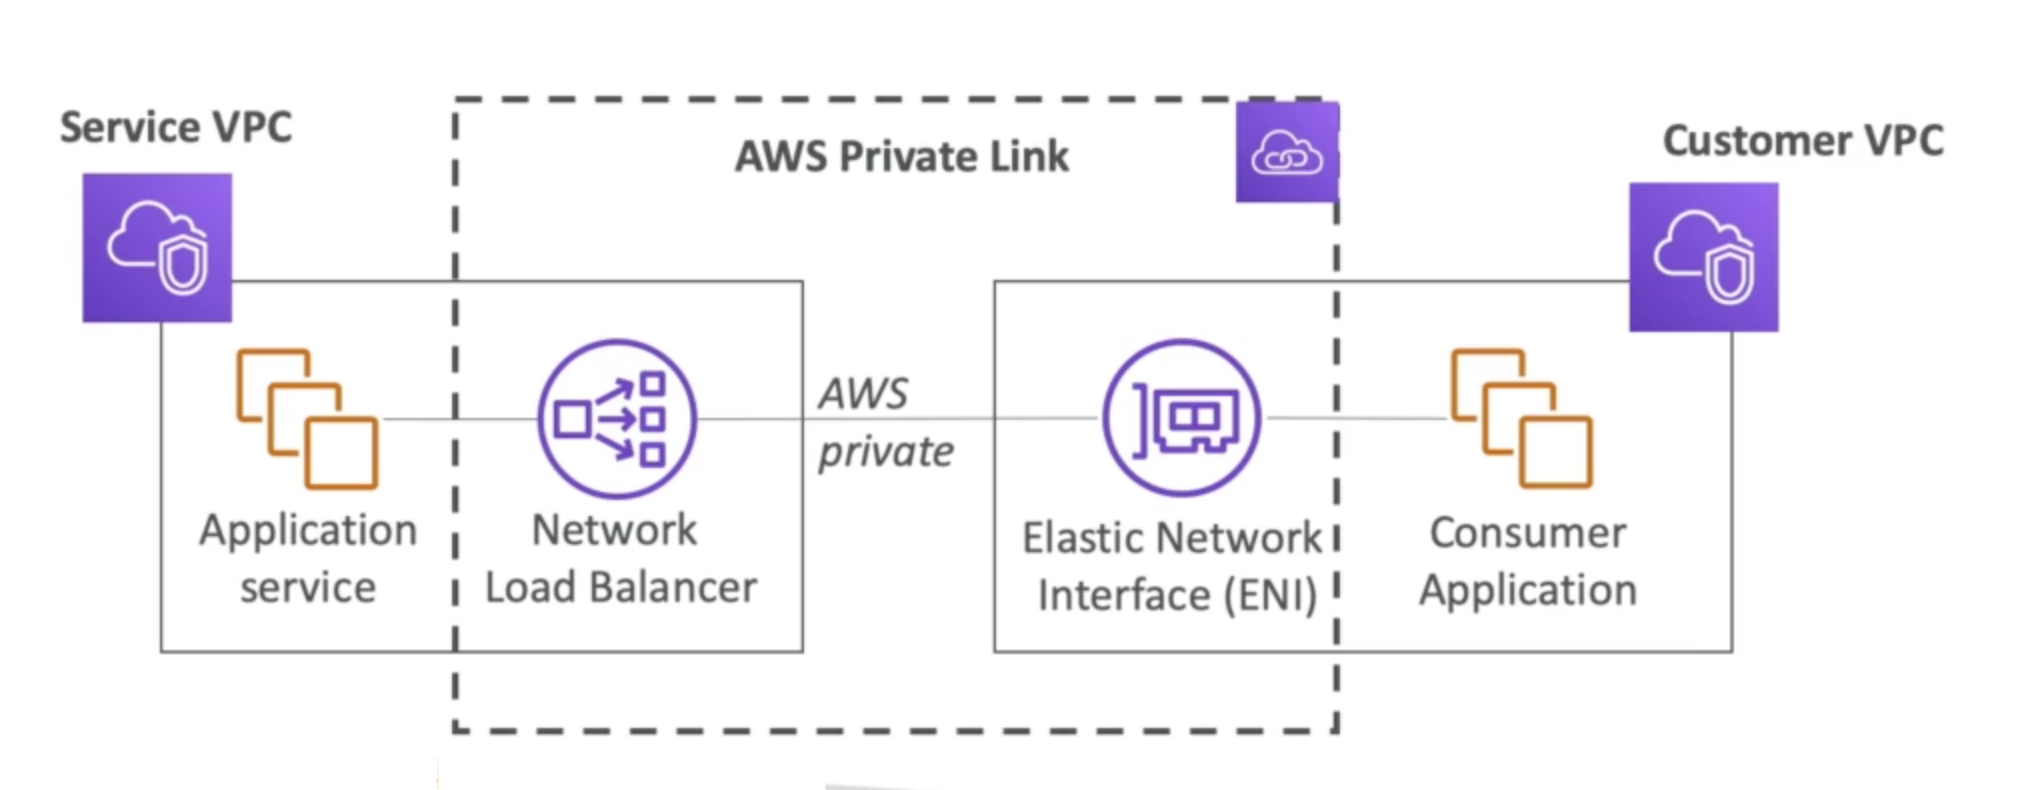 Service VPC
AWS Private Link
Customer VPC
Application
service
Network
Load Balancer
AWS
private
Elastic Network
Interface (ENI)
Consumer
Application